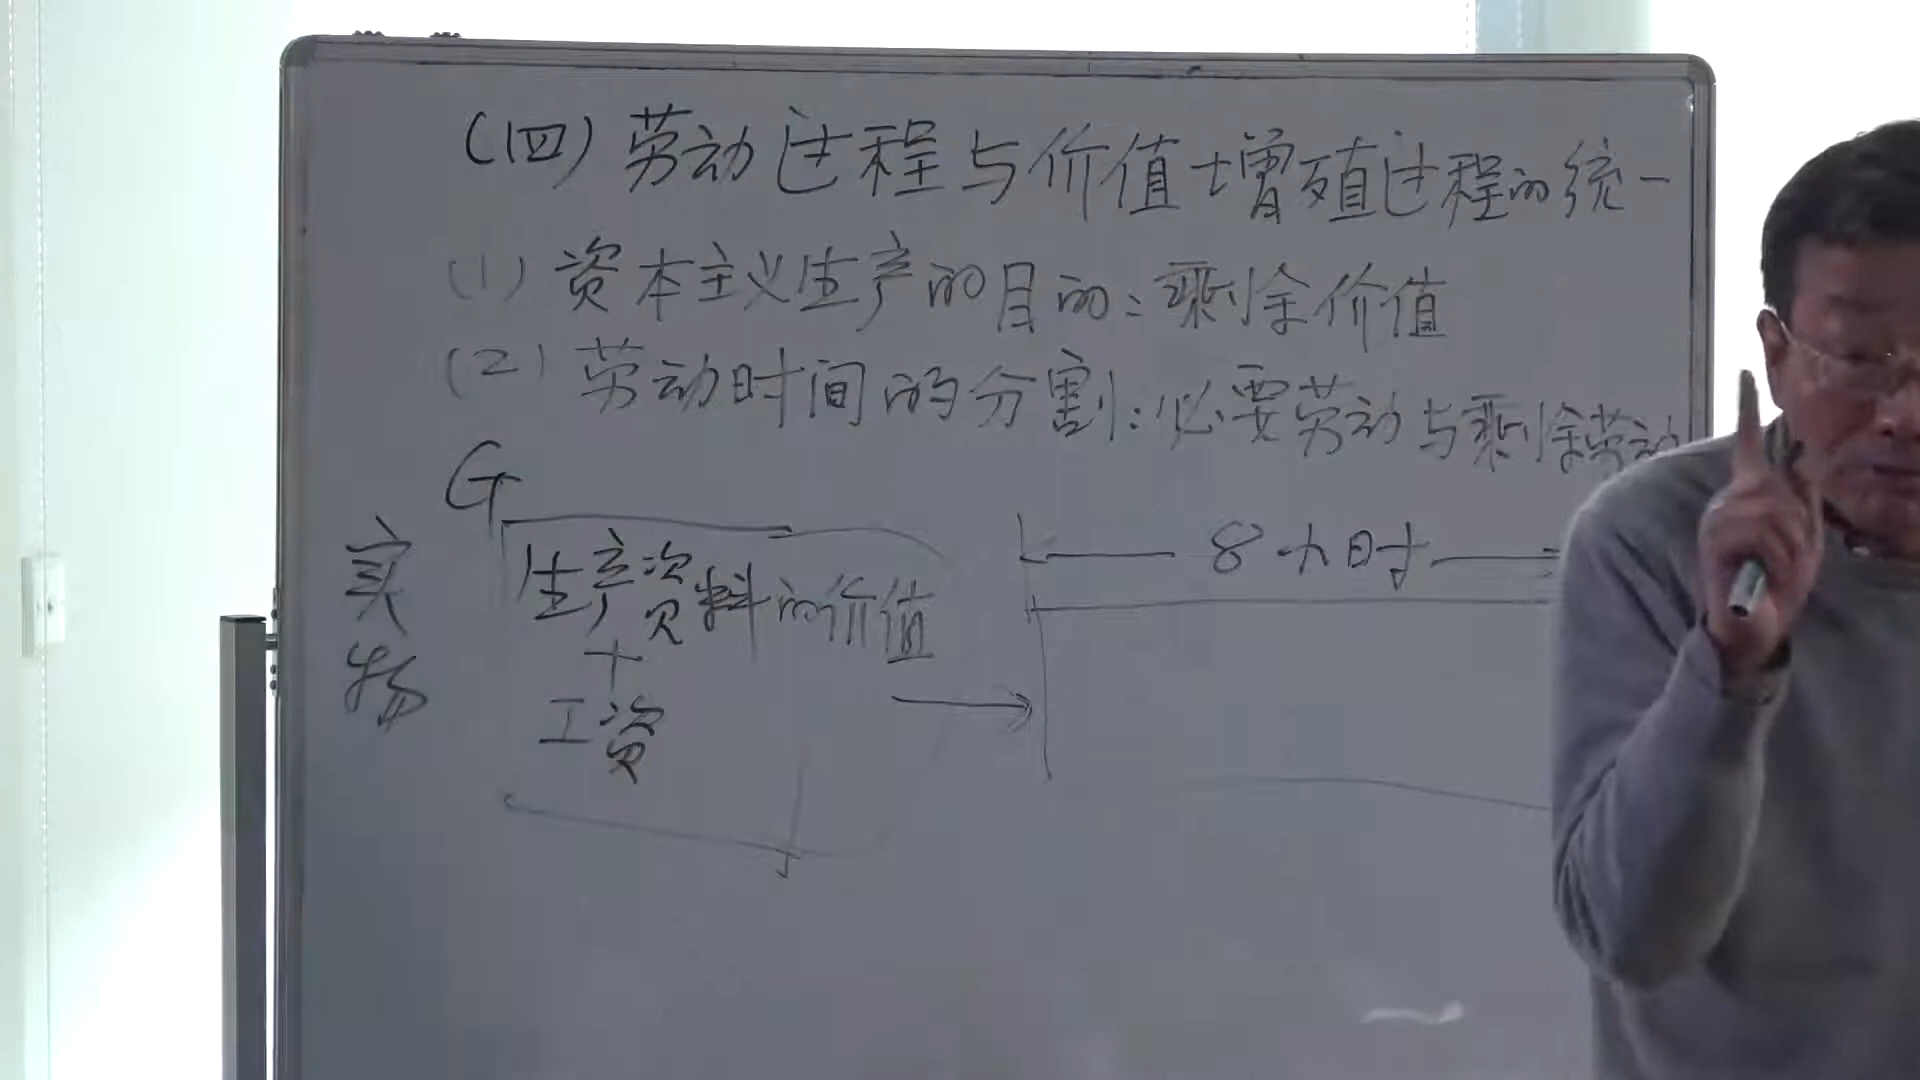 (四)劳动过程与价值增殖过程的统一
(1)资本主义生产的目的:剩余价值
(2)劳动时间的分割:必要劳动与剩余劳动
G
实物
生产资料的价值
+
工资
8小时